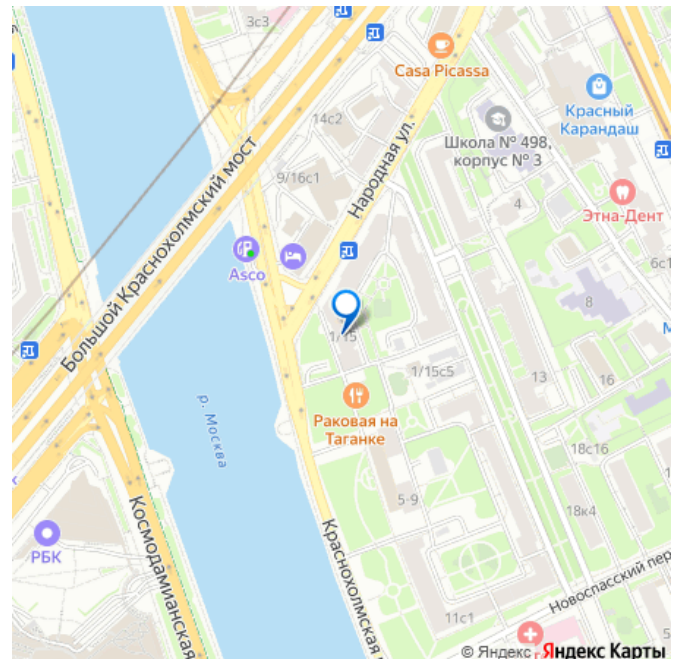 3с3
Casa Picassa
14с2
Красный
Карандаш
Школа № 498,
корпус № 3
Большой Краснохолмский мост
9/16с1
Народная ул.
Этна-Дент
4
Asco
6с1
8
1/15
М
1/15с5
13
16
Раковая на
Таганке
р. Москва
18с16
5-9
18к4
РБК
Космодамианская
Краснохолмская
Новоспасский пер
11с1
5
© Яндекс Яндекс Карты